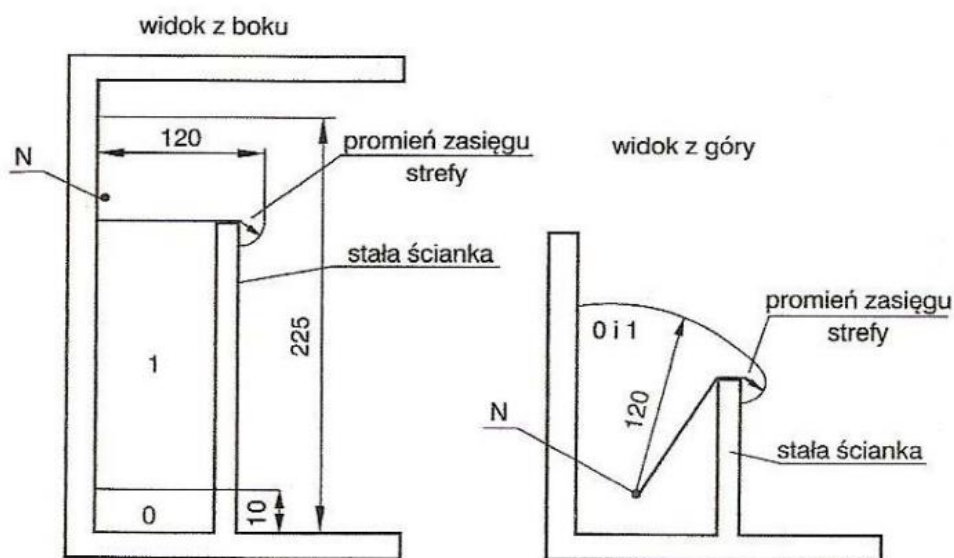 widok z boku
120
promień zasięgu
strefy
N
widok z góry
stała ścianka
225
1
promień zasięgu
strefy
0 i 1
120
N
stała ścianka
0
10